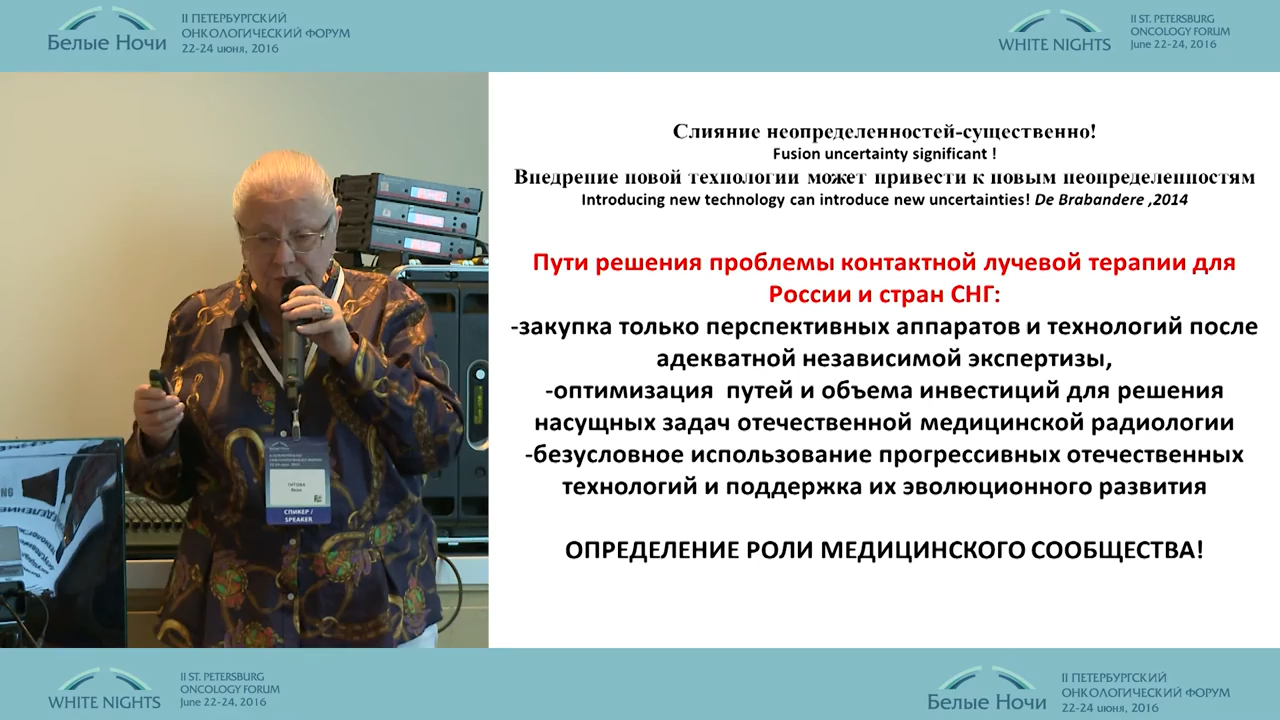 Белые Ночи
II ПЕТЕРБУРГСКИЙ
ОНКОЛОГИЧЕСКИЙ ФОРУМ
22-24 июня, 2016
WHITE NIGHTS
II ST. PETERSBURG
ONCOLOGY FORUM
June 22-24, 2016
Слияние неопределенностей-существенно!
Fusion uncertainty significant !
Внедрение новой технологии может привести к новым неопределенностям
Introducing new technology can introduce new uncertainties! De Brabandere ,2014
Пути решения проблемы контактной лучевой терапии для
России и стран СНГ:
-закупка только перспективных аппаратов и технологий после
адекватной независимой экспертизы,
-оптимизация путей и объема инвестиций для решения
насущных задач отечественной медицинской радиологии
-безусловное использование прогрессивных отечественных
технологий и поддержка их эволюционного развития
ОПРЕДЕЛЕНИЕ РОЛИ МЕДИЦИНСКОГО СООБЩЕСТВА!
СПИКЕР /
SPEAKER
WHITE NIGHTS
II ST. PETERSBURG
ONCOLOGY FORUM
June 22-24, 2016
Белые Ночи
II ПЕТЕРБУРГСКИЙ
ОНКОЛОГИЧЕСКИЙ ФОРУМ
22-24 июня, 2016